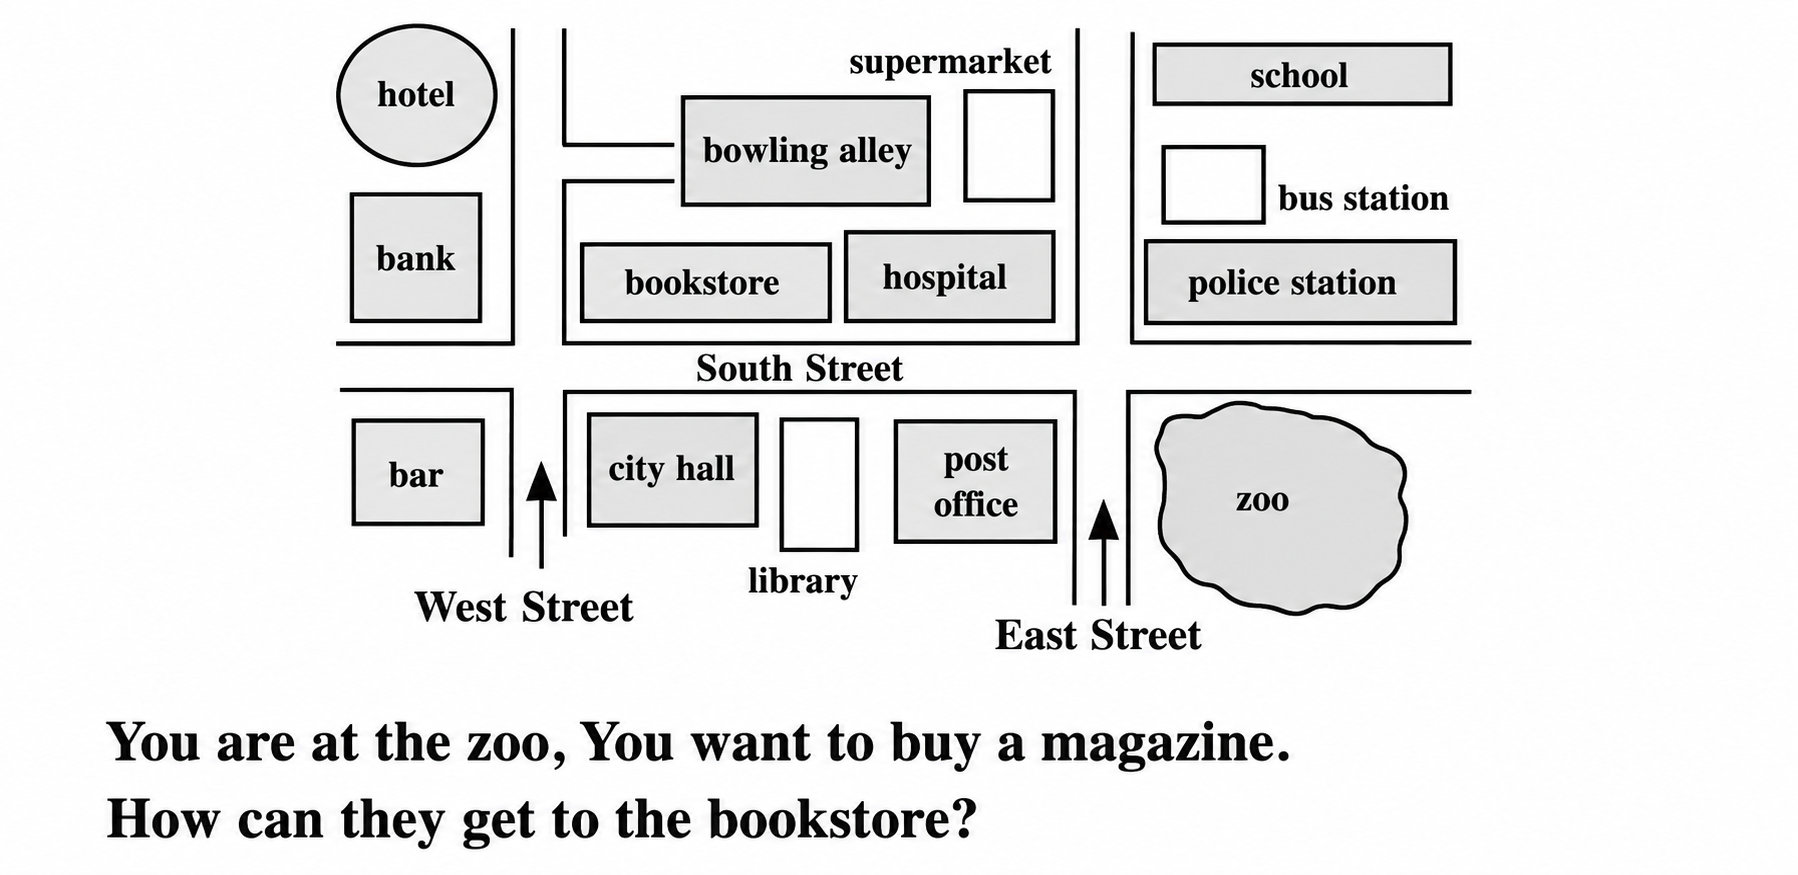 supermarket
hotel
school
bowling alley
bus station
bank
bookstore
hospital
police station
South Street
bar
city hall
post
office
zoo
library
West Street
East Street
You are at the zoo, You want to buy a magazine.
How can they get to the bookstore?